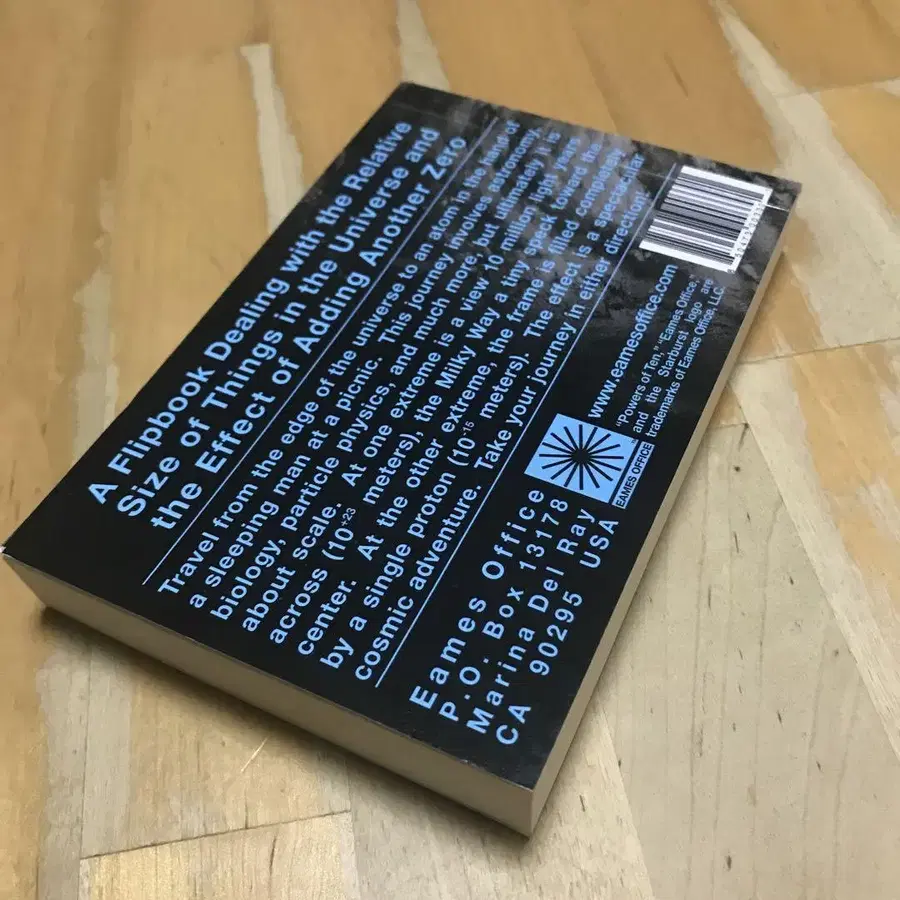 A Flipbook Dealing with the Relative
Size of Things in the Universe and
the Effect of Adding Another Zero
Travel from the edge of the universe to an atom in the hand of
a sleeping man at a picnic. This journey involves astronomy,
biology, particle physics, and much more, but ultimately it is
about scale. At one extreme is a view 10 million light years
across (10+23 meters), the Milky Way a tiny speck toward the
center. At the other extreme, the frame is filled completely
by a single proton (10-15 meters). The effect is a spectacular
cosmic adventure. Take your journey in either direction!
Eames Office
P.O. Box 13178
Marina Del Ray
CA 90295 USA
EAMES OFFICE
www.eamesoffice.com
"Powers of Ten," "Eames Office,"
and the Starburst logo are
trademarks of Eames Office, LLC.